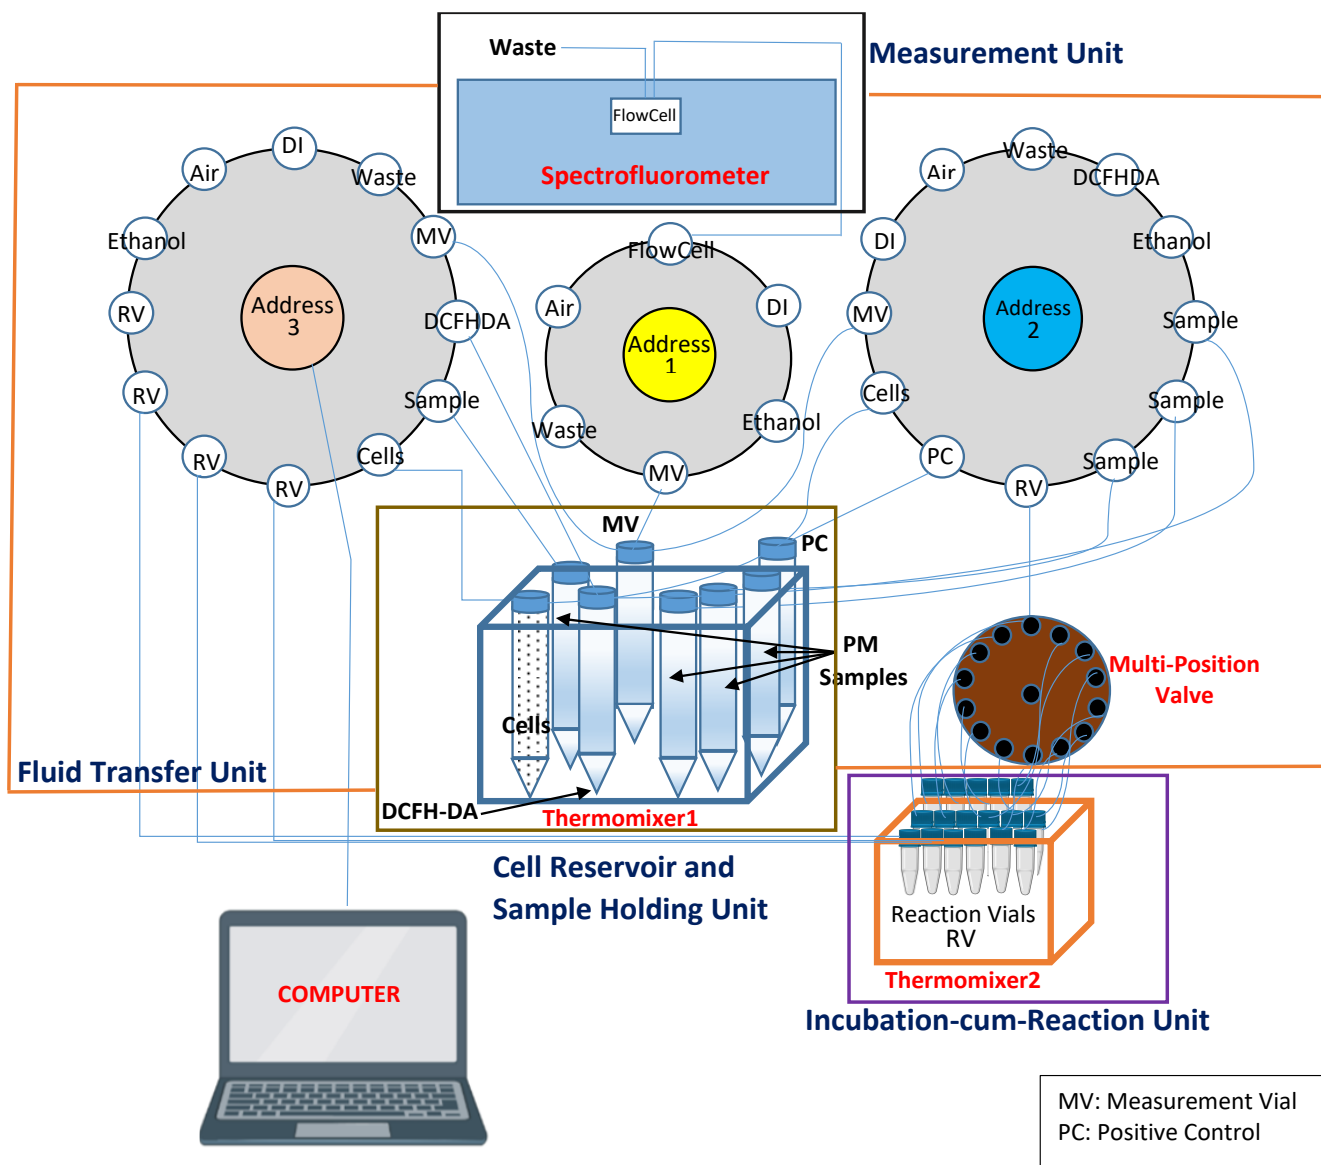 Waste
Measurement Unit
FlowCell
Spectrofluorometer
DI
Air
Waste
Ethanol
MV
RV
Address
3
DCFHDA
RV
Sample
RV
Cells
RV
FlowCell
Air
DI
Address
1
Waste
Ethanol
MV
Waste
Air
DCFHDA
DI
Ethanol
MV
Address
2
Sample
Cells
Sample
PC
Sample
RV
MV
PC
PM
Samples
Multi-Position
Valve
Cells
Fluid Transfer Unit
DCFH-DA
Thermomixer1
Cell Reservoir and
Sample Holding Unit
Reaction Vials
RV
Thermomixer2
COMPUTER
Incubation-cum-Reaction Unit
MV: Measurement Vial
PC: Positive Control